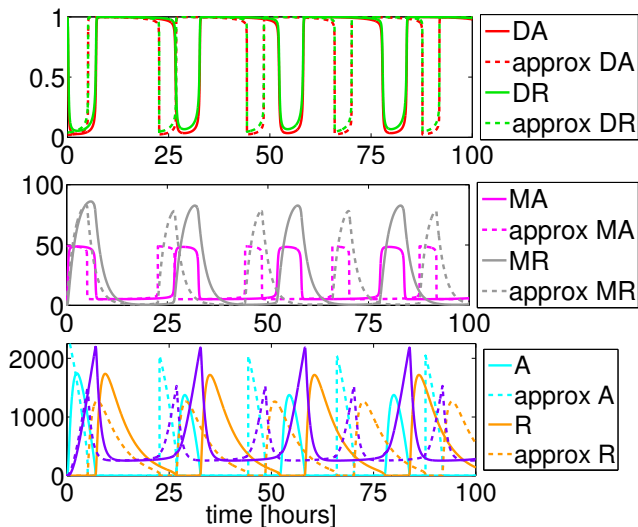 1
0.5
0
0 25 50 75 100
DA
approx DA
DR
approx DR
100
50
0
0 25 50 75 100
MA
approx MA
MR
approx MR
2000
1000
0
0 25 50 75 100
time [hours]
A
approx A
R
approx R